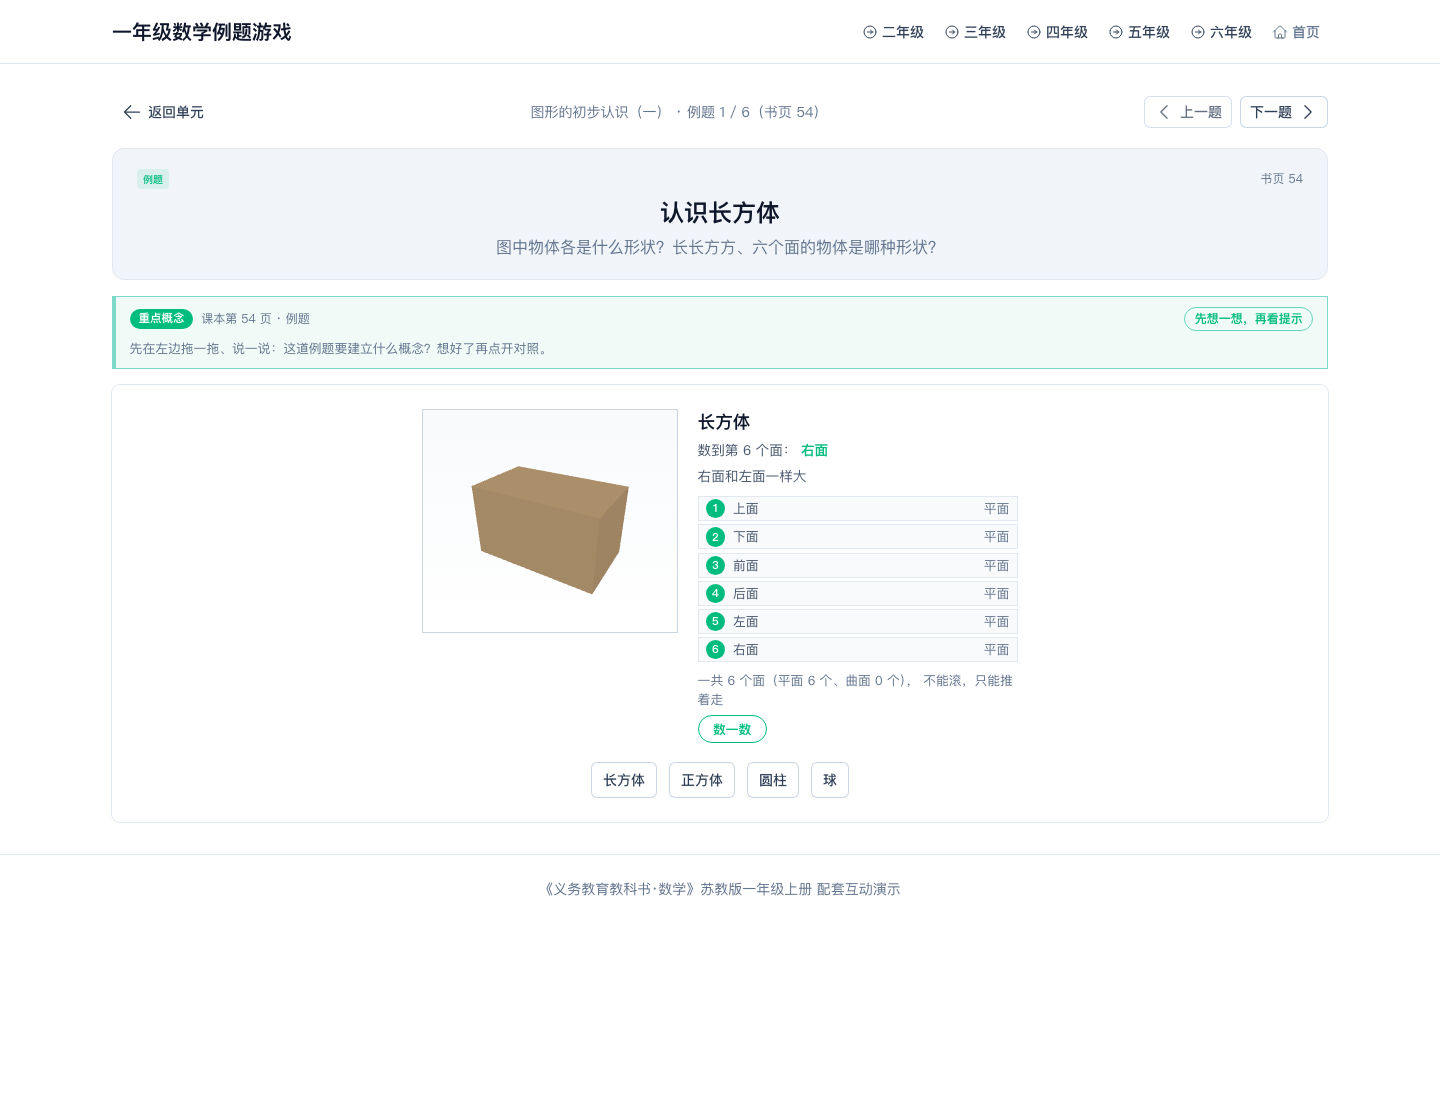 一年级数学例题游戏
二年级 三年级 四年级 五年级 六年级 首页
返回单元 图形的初步认识（一） · 例题 1 / 6（书页 54） 上一题 下一题
例题 书页 54
认识长方体
图中物体各是什么形状？长长方方、六个面的物体是哪种形状？
重点概念 课本第 54 页 · 例题 先想一想，再看提示
先在左边拖一拖、说一说：这道例题要建立什么概念？想好了再点开对照。
长方体
数到第 6 个面： 右面
右面和左面一样大
1 上面 平面
2 下面 平面
3 前面 平面
4 后面 平面
5 左面 平面
6 右面 平面
一共 6 个面（平面 6 个、曲面 0 个）， 不能滚，只能推
着走
数一数
长方体 正方体 圆柱 球
《义务教育教科书·数学》苏教版一年级上册 配套互动演示